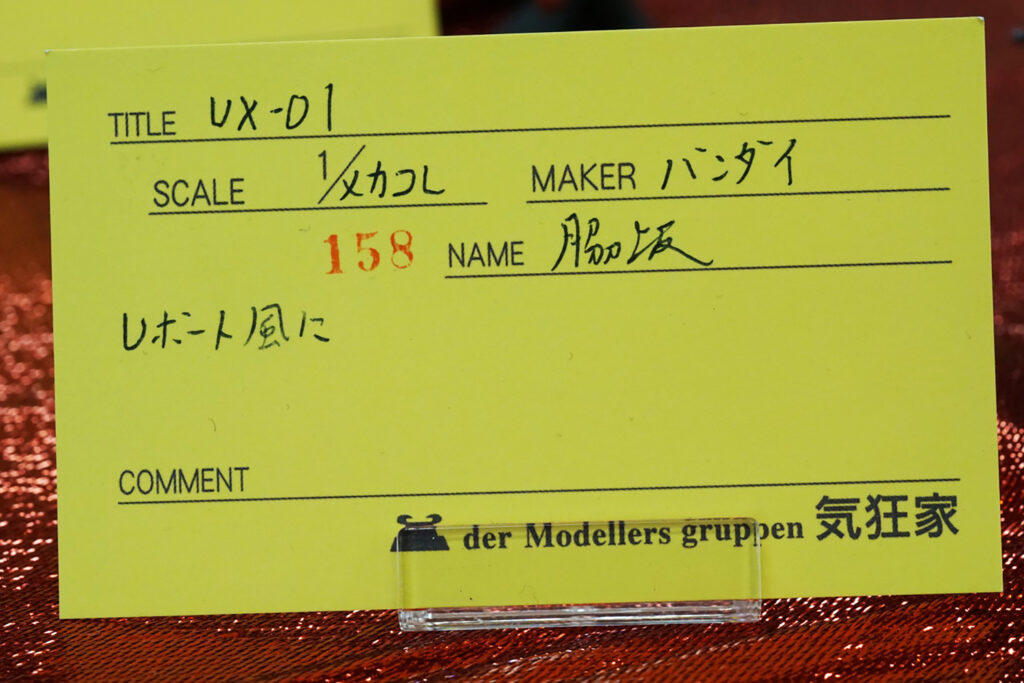 TITLE UX-01
SCALE 1/メカコレ MAKER バンダイ
158 NAME 脇坂
レポート風に
COMMENT
der Modellers gruppen 気狂家